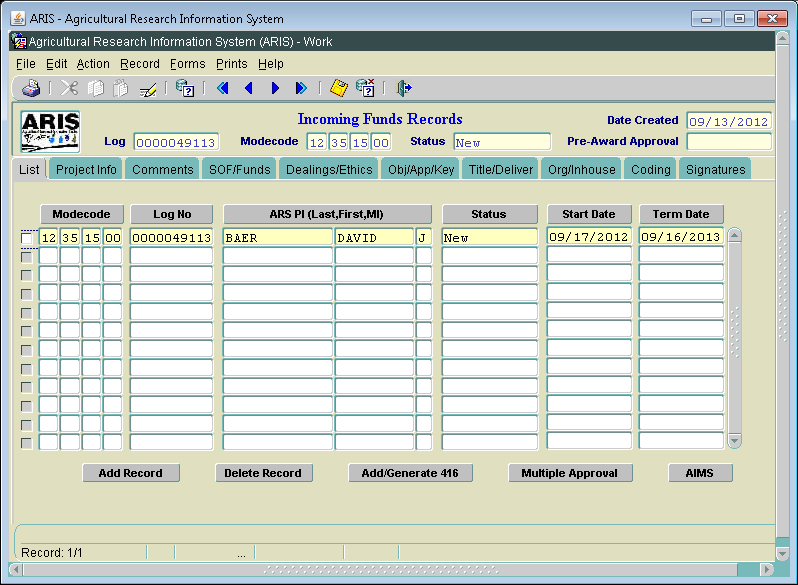 ARIS - Agricultural Research Information System
Agricultural Research Information System (ARIS) - Work
File Edit Action Record Forms Prints Help
ARIS
Incoming Funds Records
Date Created 09/13/2012
Log 0000049113 Modecode 12 35 15 00 Status New Pre-Award Approval
List Project Info Comments SOF/Funds Dealings/Ethics Obj/App/Key Title/Deliver Org/Inhouse Coding Signatures
Modecode Log No ARS PI (Last,First,MI) Status Start Date Term Date
12 35 15 00 0000049113 BAER DAVID J New 09/17/2012 09/16/2013
Add Record Delete Record Add/Generate 416 Multiple Approval AIMS
Record: 1/1 ...